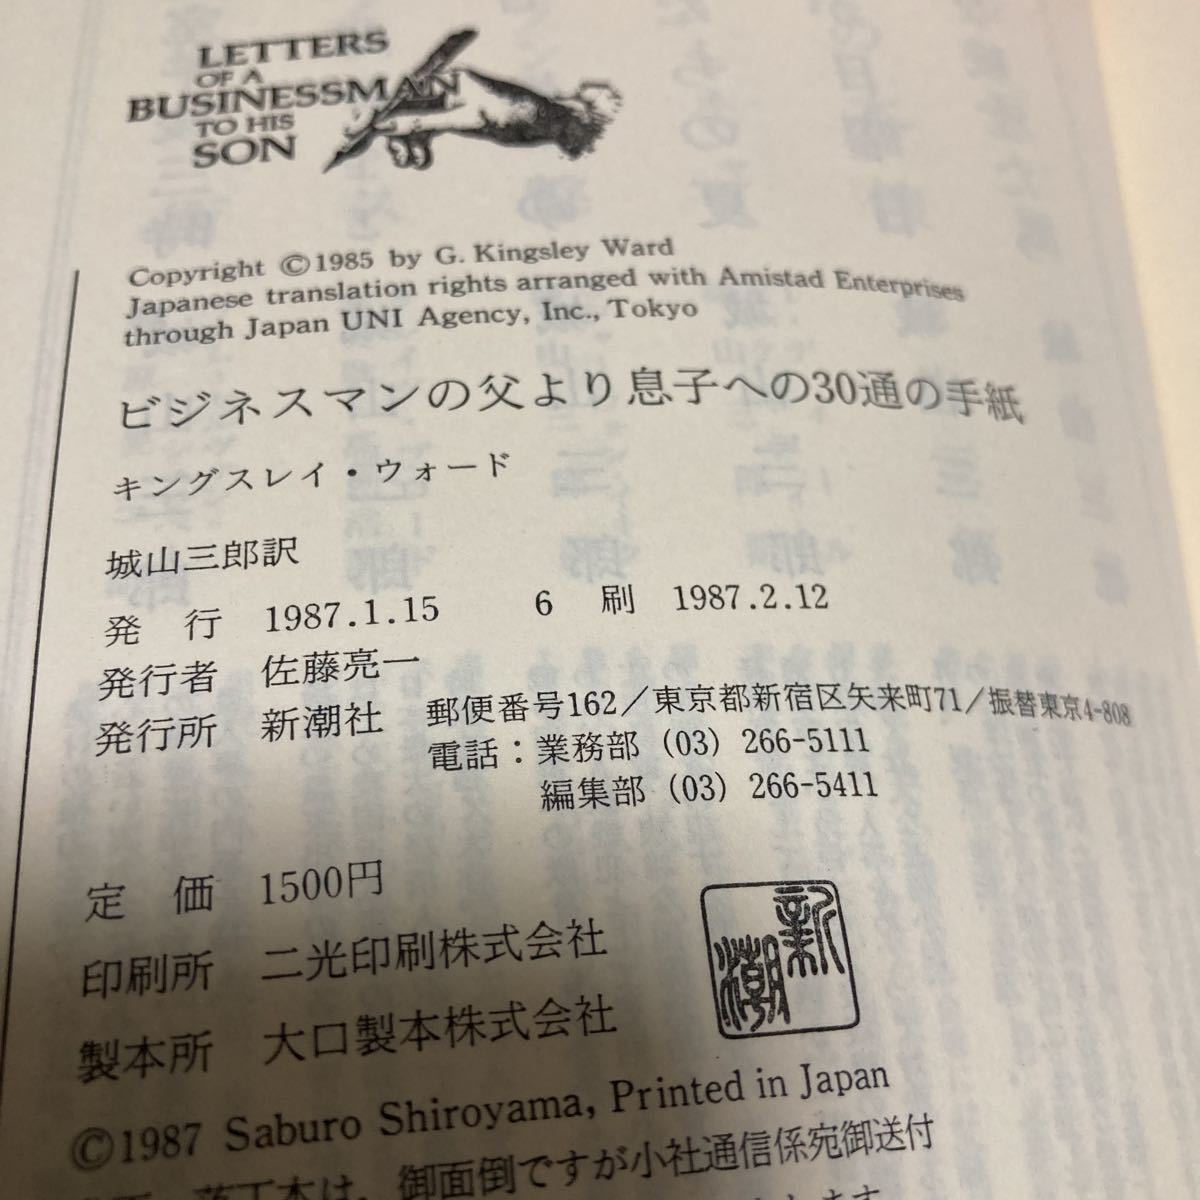 LETTERS
OF A
BUSINESSMAN
TO HIS
SON
Copyright ©1985 by G. Kingsley Ward
Japanese translation rights arranged with Amistad Enterprises
through Japan UNI Agency, Inc., Tokyo
ビジネスマンの父より息子への30通の手紙
キングスレイ・ウォード
城山三郎訳
発 行 1987.1.15 6 刷 1987.2.12
発行者 佐藤亮一
発行所 新潮社 郵便番号162/東京都新宿区矢来町71/振替東京4-808
電話:業務部 (03) 266-5111
編集部 (03) 266-5411
定 価 1500円
印刷所 二光印刷株式会社
製本所 大口製本株式会社
新潮
©1987 Saburo Shiroyama, Printed in Japan
落丁本は、御面倒ですが小社通信係宛御送付